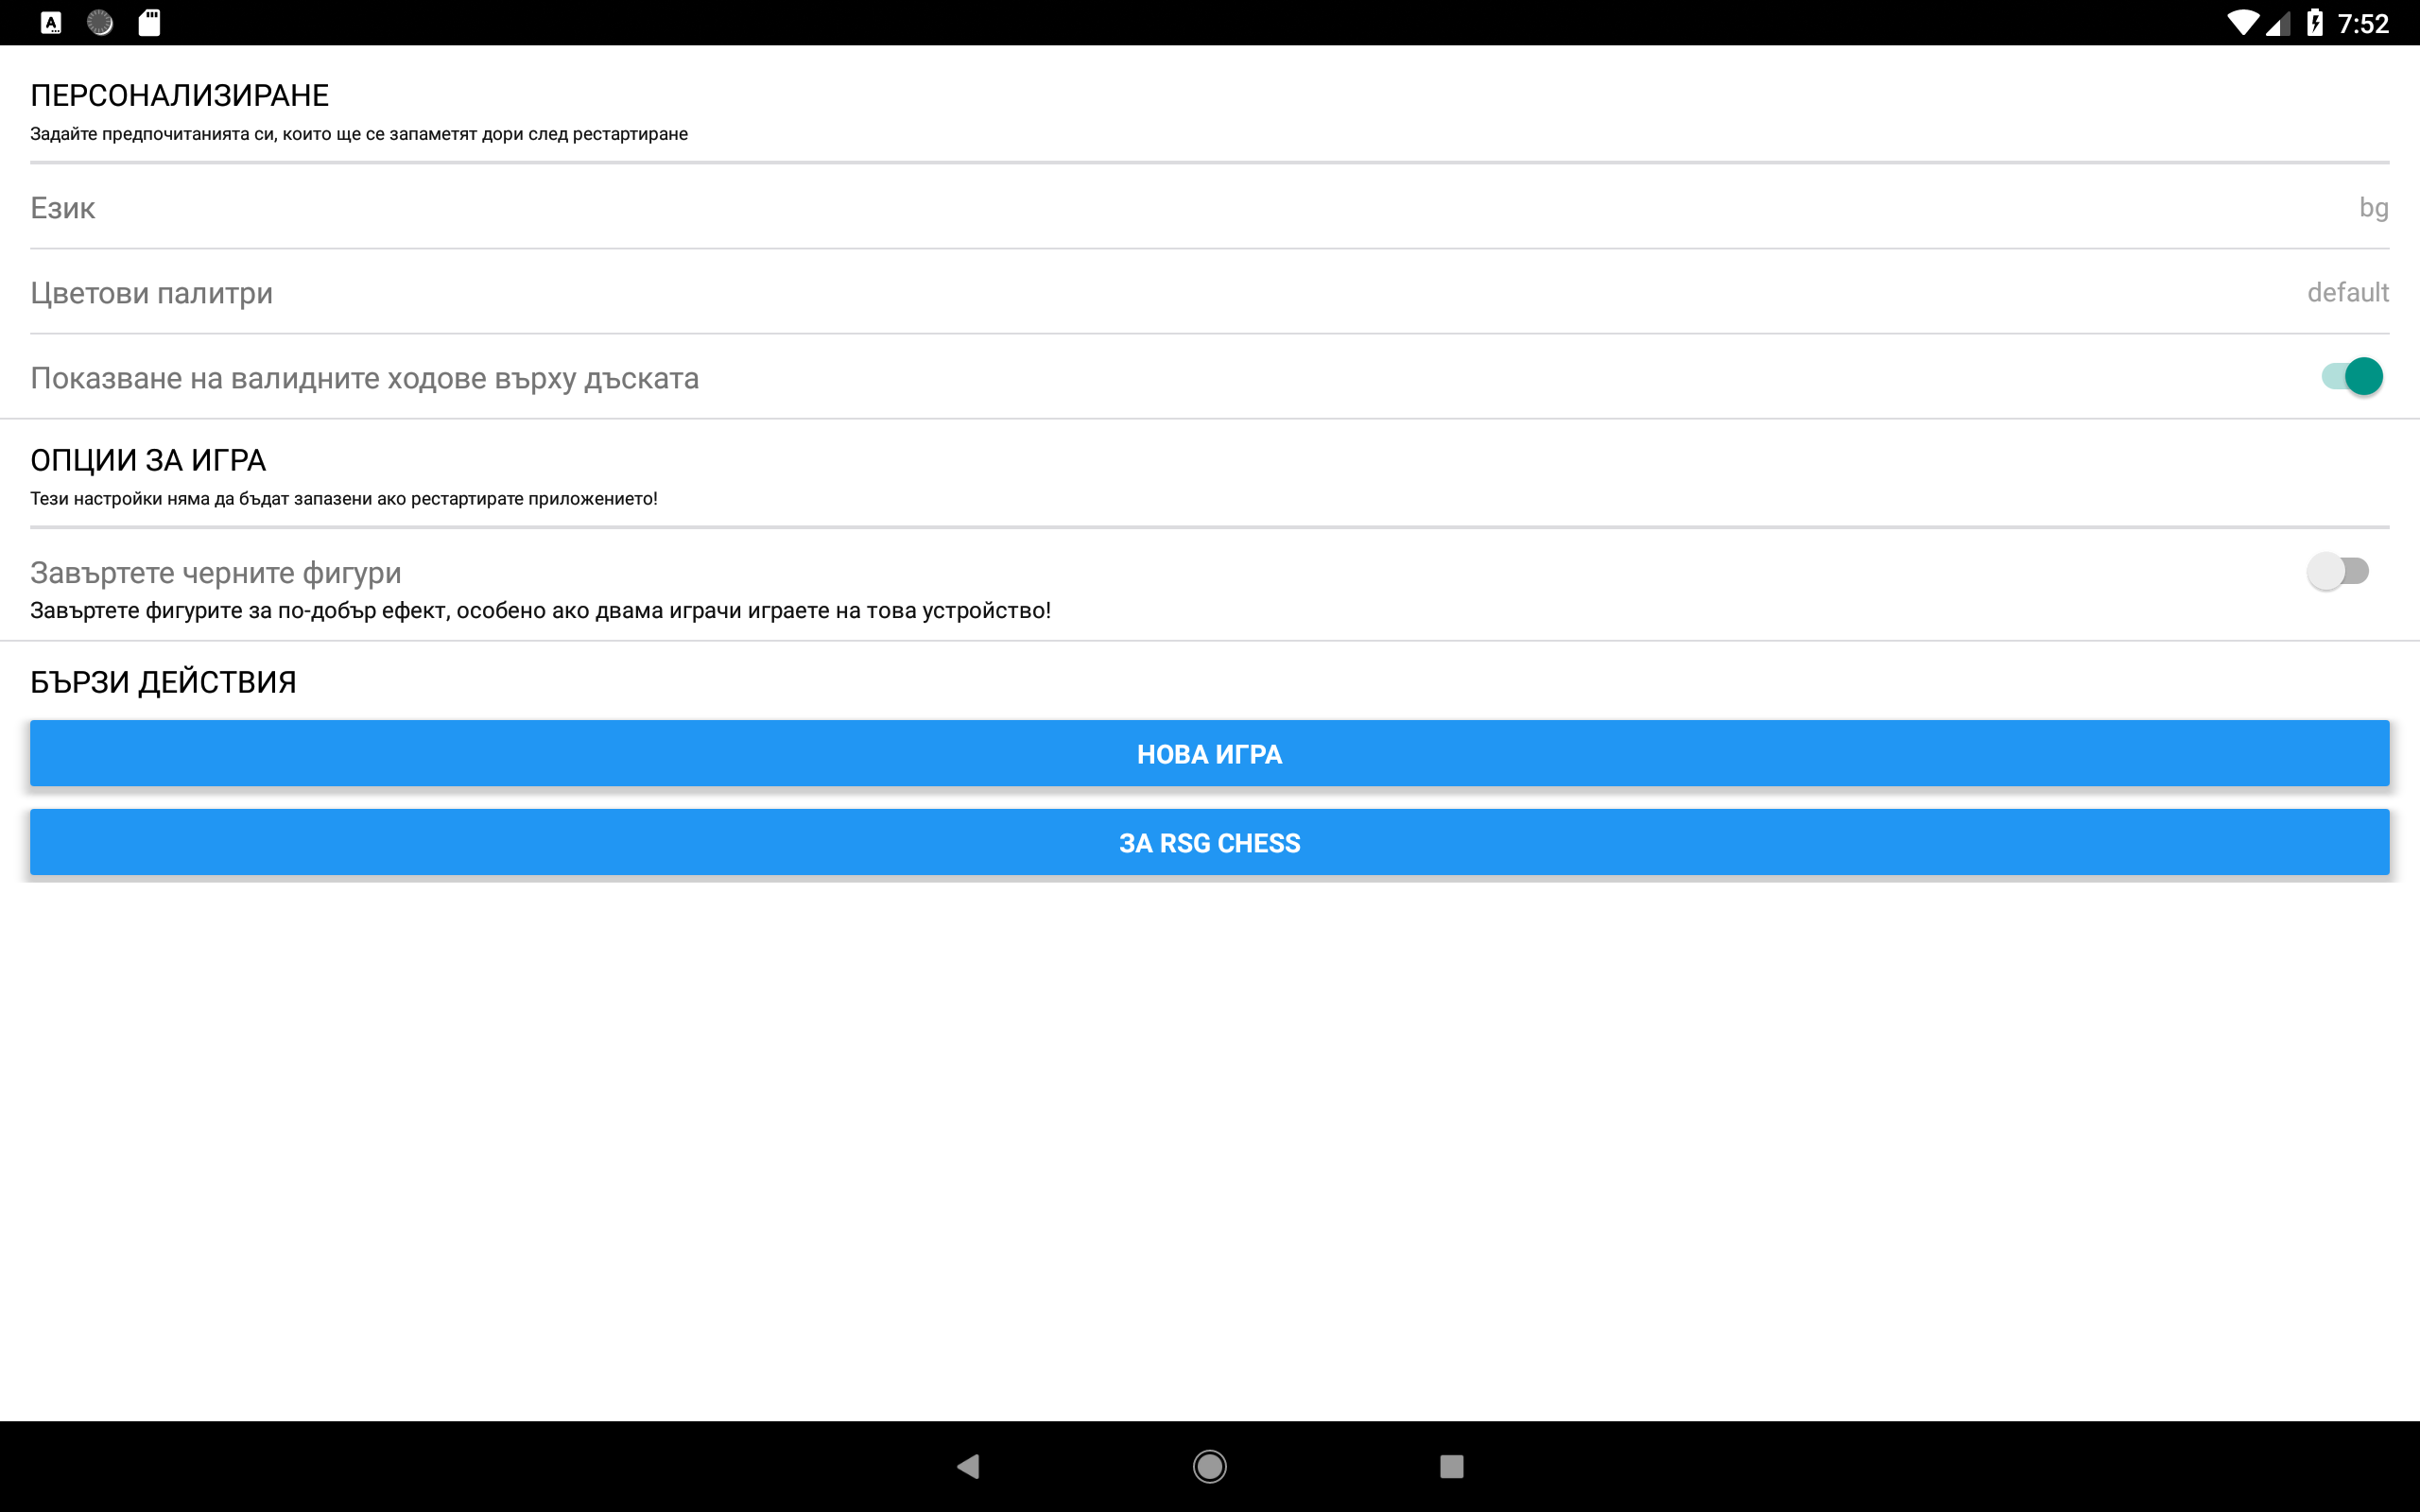 7:52
ПЕРСОНАЛИЗИРАНЕ
Задайте предпочитанията си, които ще се запаметят дори след рестартиране
Език bg
Цветови палитри default
Показване на валидните ходове върху дъската
ОПЦИИ ЗА ИГРА
Тези настройки няма да бъдат запазени ако рестартирате приложението!
Завъртете черните фигури
Завъртете фигурите за по-добър ефект, особено ако двама играчи играете на това устройство!
БЪРЗИ ДЕЙСТВИЯ
НОВА ИГРА
ЗА RSG CHESS